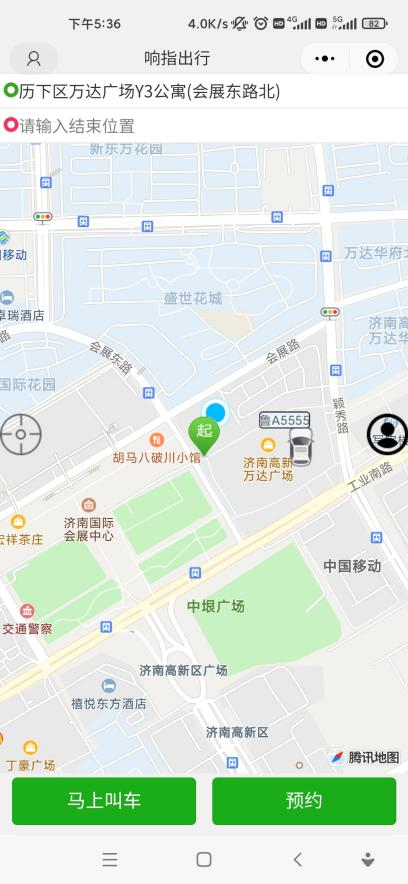 下午5:36
4.0K/s
HD
4G
HD
5G
82
响指出行
历下区万达广场Y3公寓(会展东路北)
请输入结束位置
新东方花园
移动
万达华府
盛世花城
卓瑞酒店
济南高
万达华
路
会展东路
会展路
国际花园
颖秀路
鲁A5555
起
胡马八破川小馆
济南高新
万达广场
工业南路
济南国际
会展中心
宏祥茶庄
中国移动
中垠广场
交通警察
济南高新区广场
禧悦东方酒店
济南高新区
丁豪广场
腾讯地图
马上叫车
预约